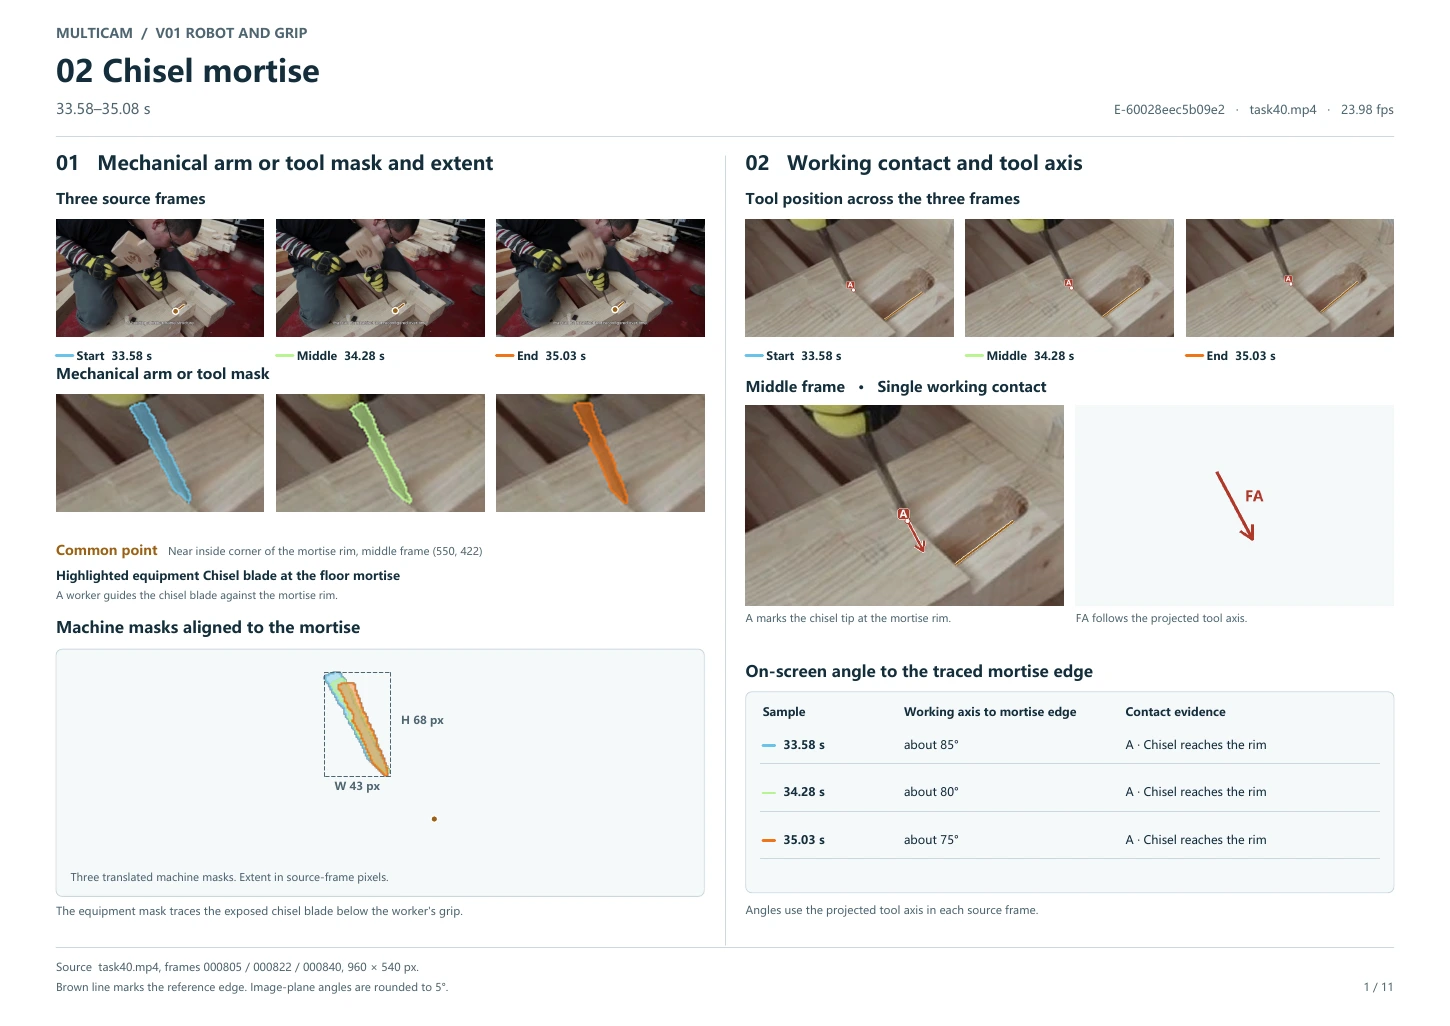 MULTICAM / V01 ROBOT AND GRIP
02 Chisel mortise
33.58–35.08 s
E-60028eec5b09e2 · task40.mp4 · 23.98 fps
01 Mechanical arm or tool mask and extent
Three source frames
Start 33.58 s
Middle 34.28 s
End 35.03 s
Mechanical arm or tool mask
Common point Near inside corner of the mortise rim, middle frame (550, 422)
Highlighted equipment Chisel blade at the floor mortise
A worker guides the chisel blade against the mortise rim.
Machine masks aligned to the mortise
H 68 px
W 43 px
Three translated machine masks. Extent in source-frame pixels.
The equipment mask traces the exposed chisel blade below the worker's grip.
02 Working contact and tool axis
Tool position across the three frames
A
A
A
Start 33.58 s
Middle 34.28 s
End 35.03 s
Middle frame • Single working contact
A
FA
A marks the chisel tip at the mortise rim.
FA follows the projected tool axis.
On-screen angle to the traced mortise edge
Sample Working axis to mortise edge Contact evidence
33.58 s about 85° A · Chisel reaches the rim
34.28 s about 80° A · Chisel reaches the rim
35.03 s about 75° A · Chisel reaches the rim
Angles use the projected tool axis in each source frame.
Source task40.mp4, frames 000805 / 000822 / 000840, 960 × 540 px.
Brown line marks the reference edge. Image-plane angles are rounded to 5°.
1 / 11